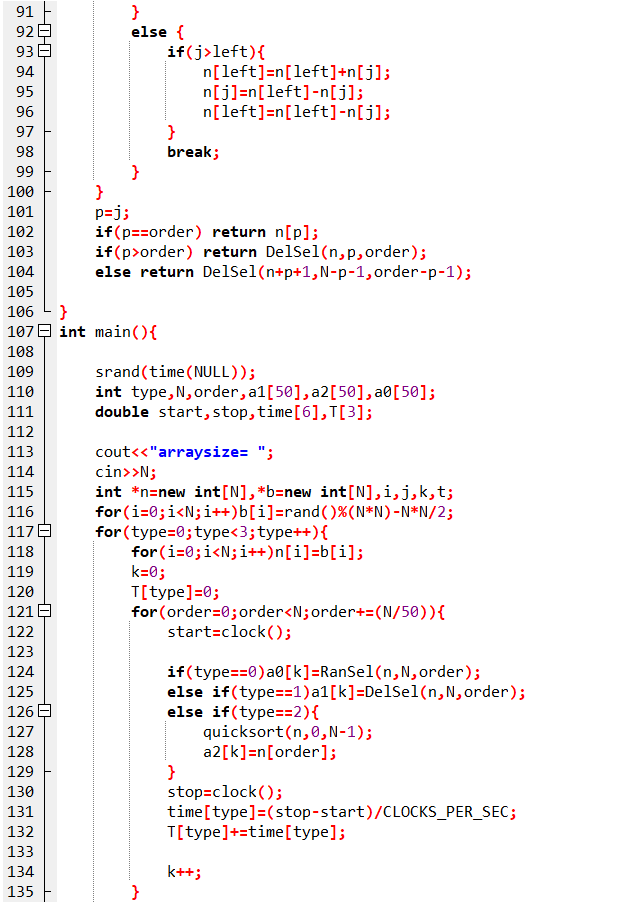 91 }
92 else {
93 if(j>left){
94 n[left]=n[left]+n[j];
95 n[j]=n[left]-n[j];
96 n[left]=n[left]-n[j];
97 }
98 break;
99 }
100 }
101 p=j;
102 if(p==order) return n[p];
103 if(p>order) return DelSel(n,p,order);
104 else return DelSel(n+p+1,N-p-1,order-p-1);
105
106 }
107 int main(){
108
109 srand(time(NULL));
110 int type,N,order,a1[50],a2[50],a0[50];
111 double start,stop,time[6],T[3];
112
113 cout<<"arraysize= ";
114 cin>>N;
115 int *n=new int[N],*b=new int[N],i,j,k,t;
116 for(i=0;i<N;i++)b[i]=rand()%(N*N)-N*N/2;
117 for(type=0;type<3;type++){
118 for(i=0;i<N;i++)n[i]=b[i];
119 k=0;
120 T[type]=0;
121 for(order=0;order<N;order+=(N/50)){
122 start=clock();
123
124 if(type==0)a0[k]=RanSel(n,N,order);
125 else if(type==1)a1[k]=DelSel(n,N,order);
126 else if(type==2){
127 quicksort(n,0,N-1);
128 a2[k]=n[order];
129 }
130 stop=clock();
131 time[type]=(stop-start)/CLOCKS_PER_SEC;
132 T[type]+=time[type];
133
134 k++;
135 }